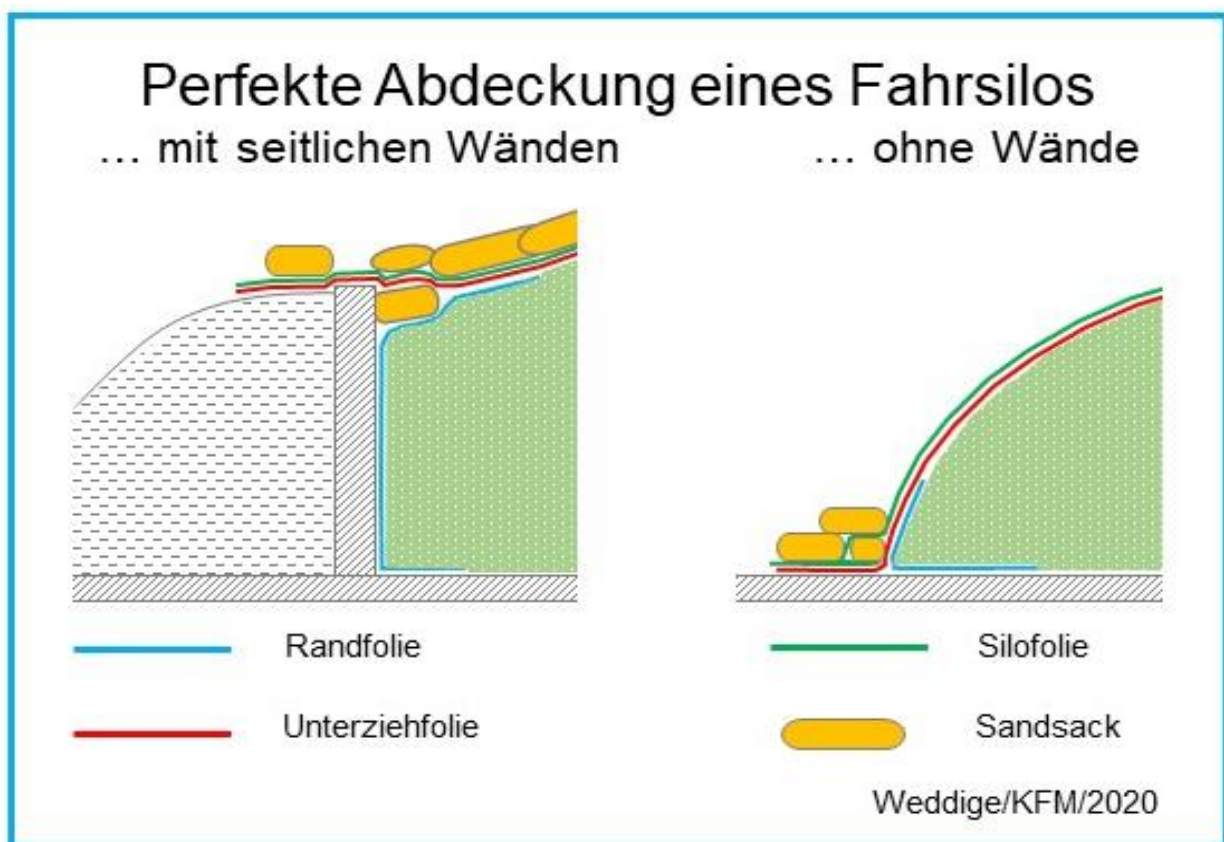 Perfekte Abdeckung eines Fahrsilos
... mit seitlichen Wänden
... ohne Wände
Randfolie
Silofolie
Unterziehfolie
Sandsack
Weddige/KFM/2020